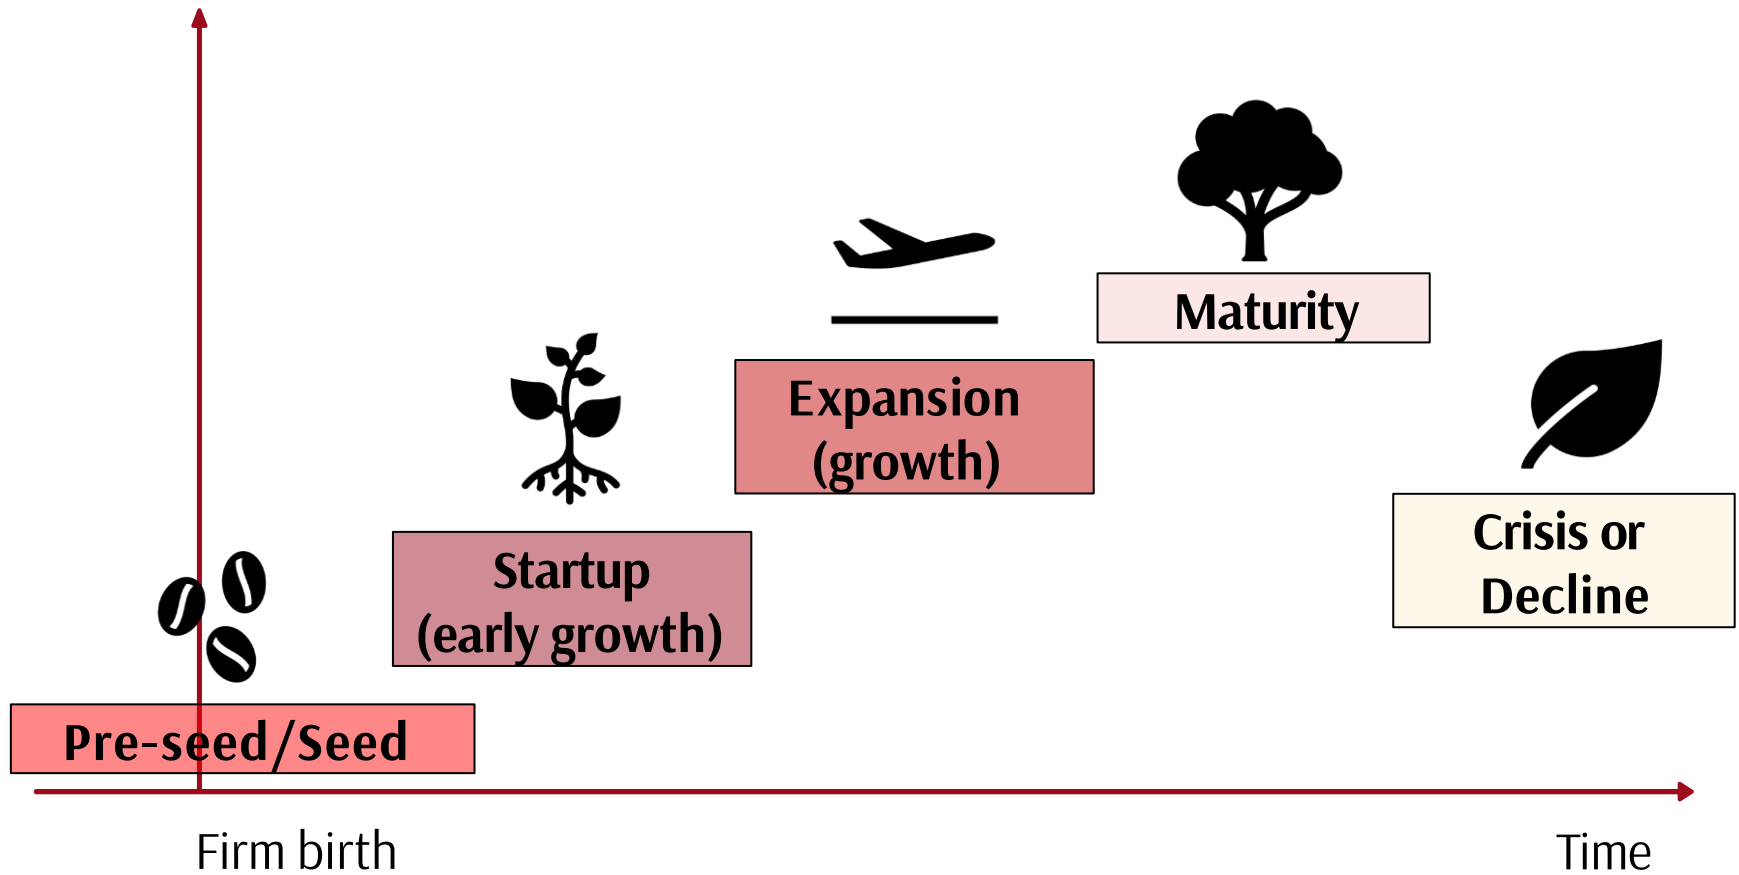 Maturity
Expansion
(growth)
Crisis or
Decline
Startup
(early growth)
Pre-seed/Seed
Firm birth
Time